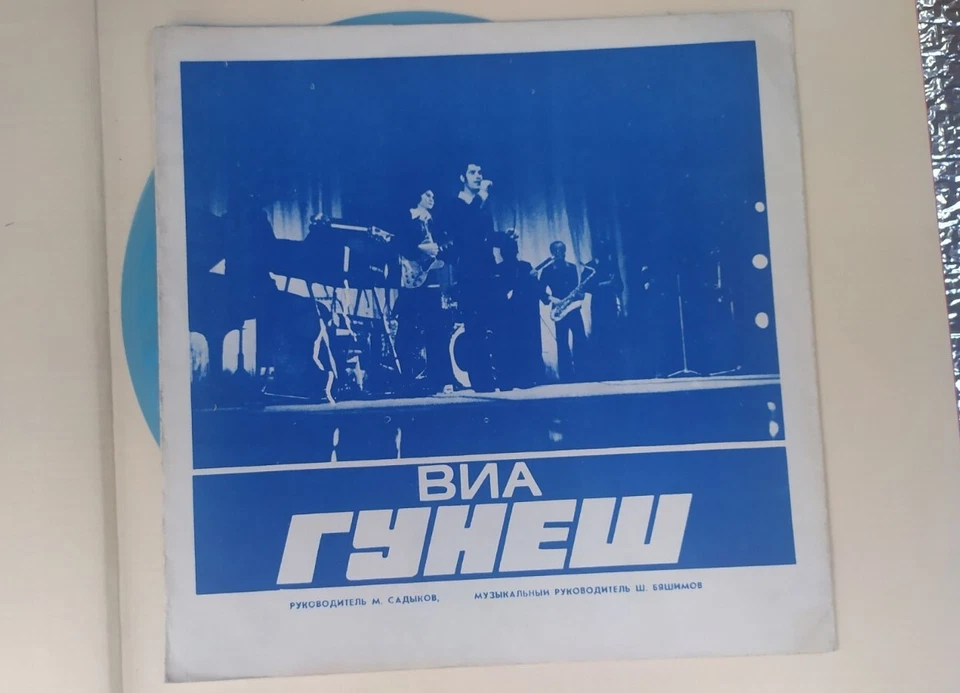 ВИА
ГУНЕШ
РУКОВОДИТЕЛЬ М. САДЫКОВ, МУЗЫКАЛЬНЫЙ РУКОВОДИТЕЛЬ Ш. БЯШИМОВ